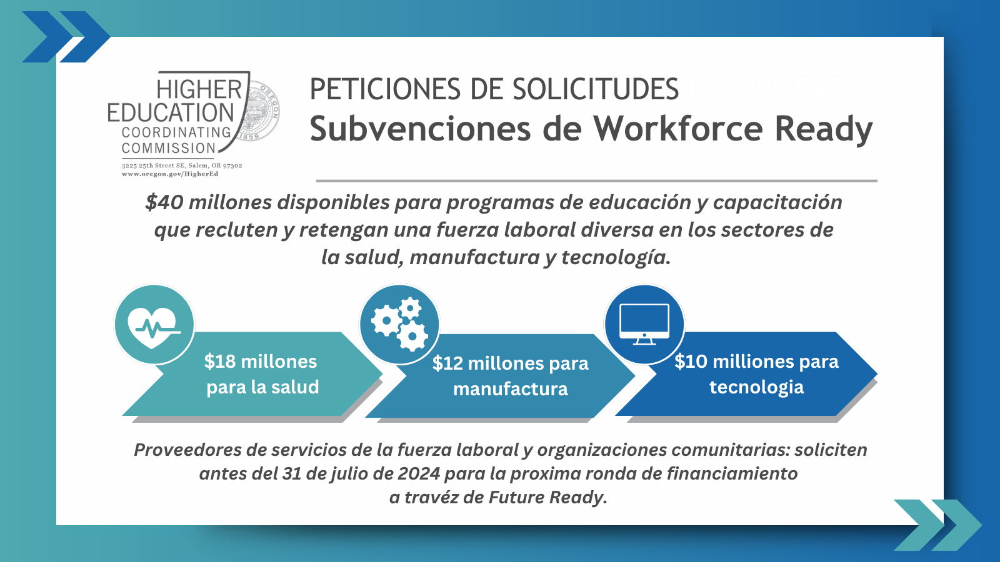 HIGHER
EDUCATION
COORDINATING
COMMISSION
OREGON
1859
3225 25th Street SE, Salem, OR 97302
www.oregon.gov/HigherEd
PETICIONES DE SOLICITUDES
Subvenciones de Workforce Ready
$40 millones disponibles para programas de educación y capacitación
que recluten y retengan una fuerza laboral diversa en los sectores de
la salud, manufactura y tecnología.
$18 millones
para la salud
$12 millones para
manufactura
$10 milliones para
tecnologia
Proveedores de servicios de la fuerza laboral y organizaciones comunitarias: soliciten
antes del 31 de julio de 2024 para la proxima ronda de financiamiento
a travéz de Future Ready.